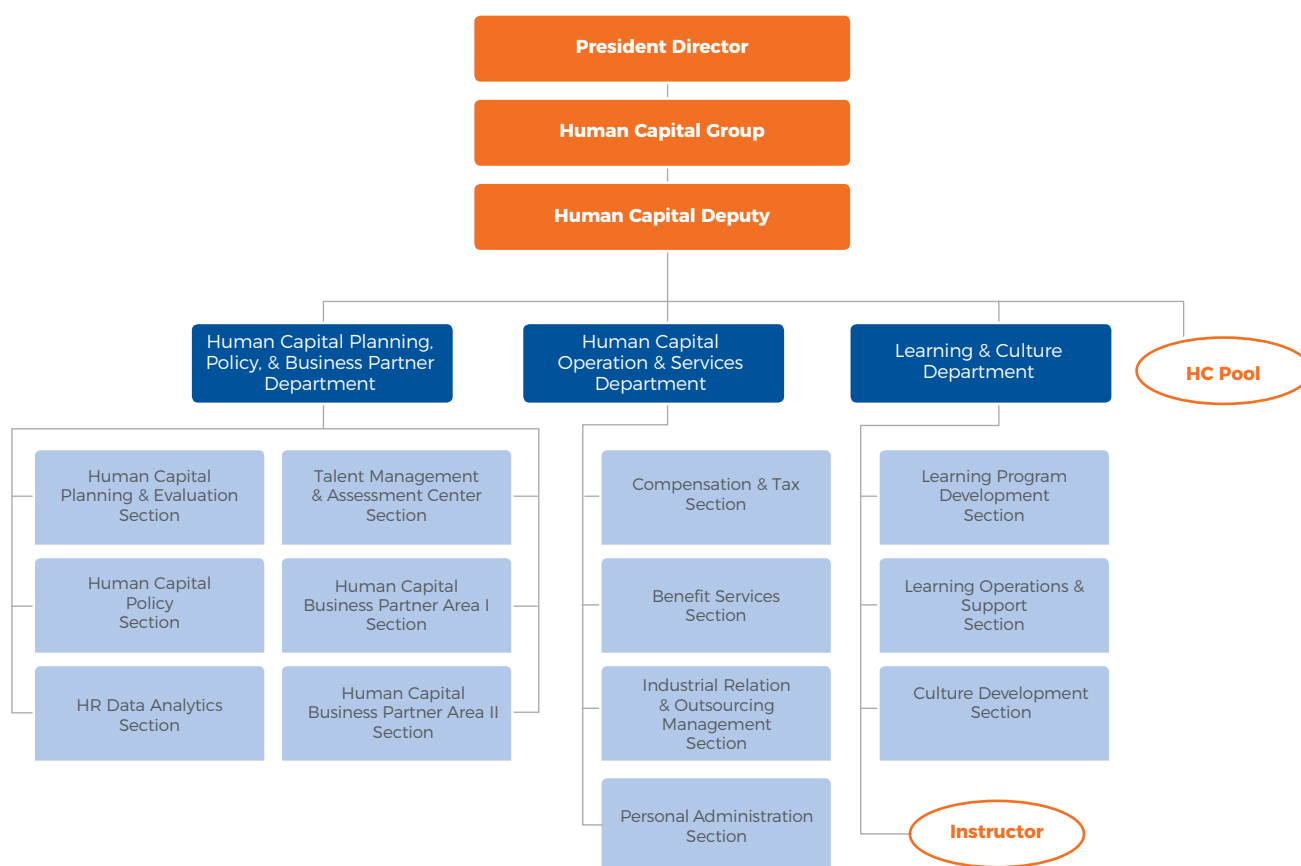 President Director
Human Capital Group
Human Capital Deputy
Human Capital Planning,
Policy, & Business Partner
Department
Human Capital
Operation & Services
Department
Learning & Culture
Department
HC Pool
Human Capital
Planning & Evaluation
Section
Talent Management
& Assessment Center
Section
Human Capital
Policy
Section
Human Capital
Business Partner Area I
Section
HR Data Analytics
Section
Human Capital
Business Partner Area II
Section
Compensation & Tax
Section
Benefit Services
Section
Industrial Relation
& Outsourcing
Management
Section
Personal Administration
Section
Learning Program
Development
Section
Learning Operations &
Support
Section
Culture Development
Section
Instructor